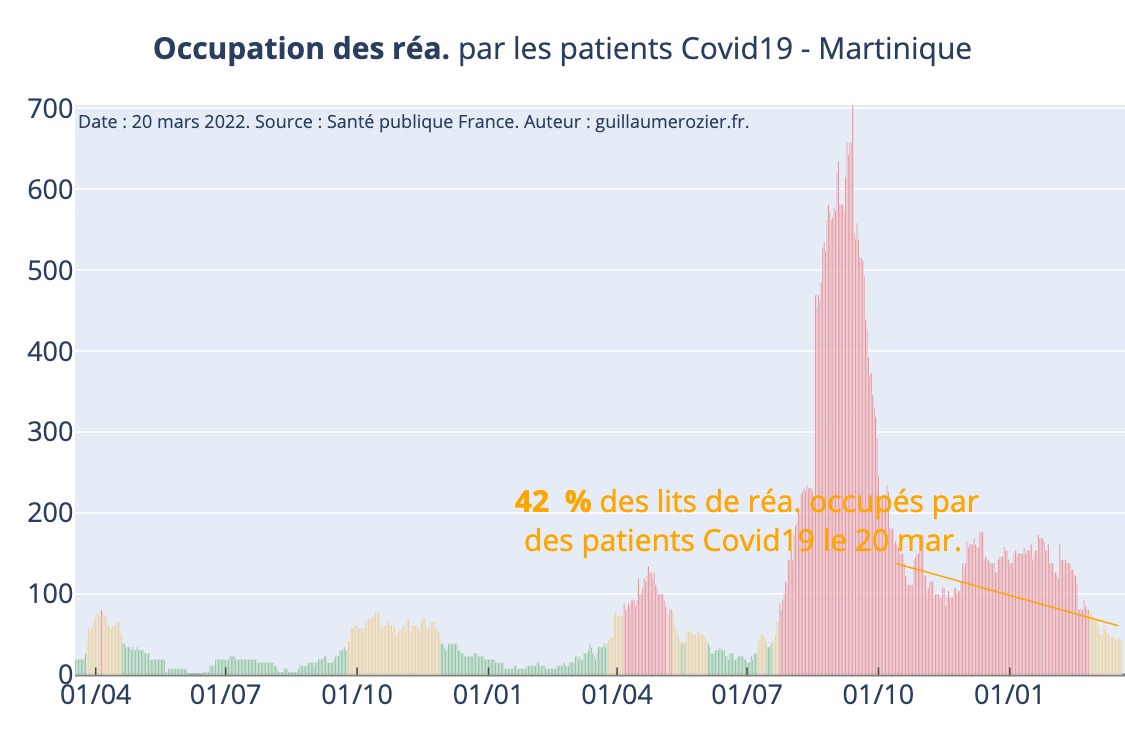 Occupation des réa. par les patients Covid19 - Martinique
700
Date : 20 mars 2022. Source : Santé publique France. Auteur : guillaumerozier.fr.
600
500
400
300
200
42 % des lits de réa. occupés par
des patients Covid19 le 20 mar.
100
0
01/04 01/07 01/10 01/01 01/04 01/07 01/10 01/01